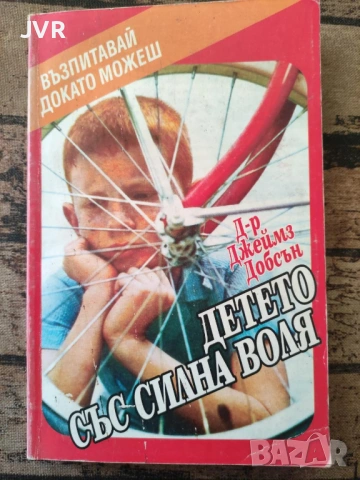 JVR
ВЪЗПИТАВАЙ
ДОКАТО МОЖЕШ
Д-р
Джеймз
Добсън
ДЕТЕТО
СЪС СИЛНА ВОЛЯ
BAZAR